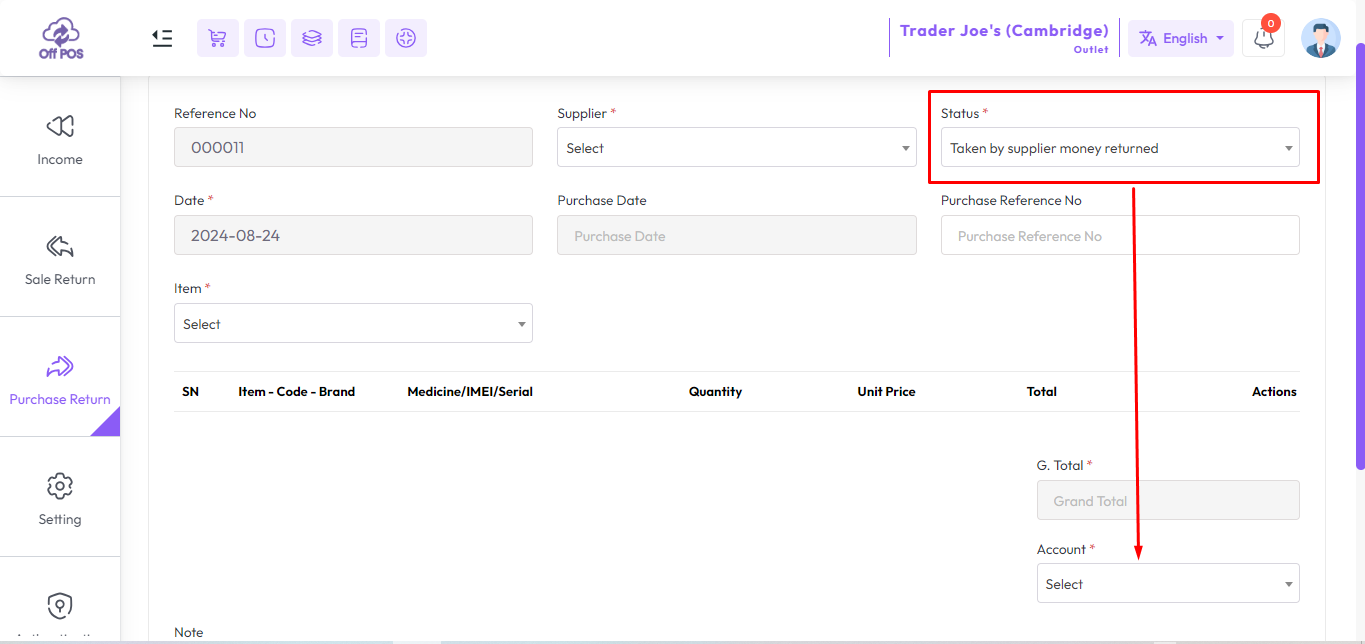 Off POS
Trader Joe's (Cambridge)
Outlet
English
0
Income
Sale Return
Purchase Return
Setting
Reference No
Supplier *
Status *
000011
Select
Taken by supplier money returned
Date *
Purchase Date
Purchase Reference No
2024-08-24
Purchase Date
Purchase Reference No
Item *
Select
SN Item - Code - Brand Medicine/IMEI/Serial Quantity Unit Price Total Actions
G. Total *
Grand Total
Account *
Select
Note